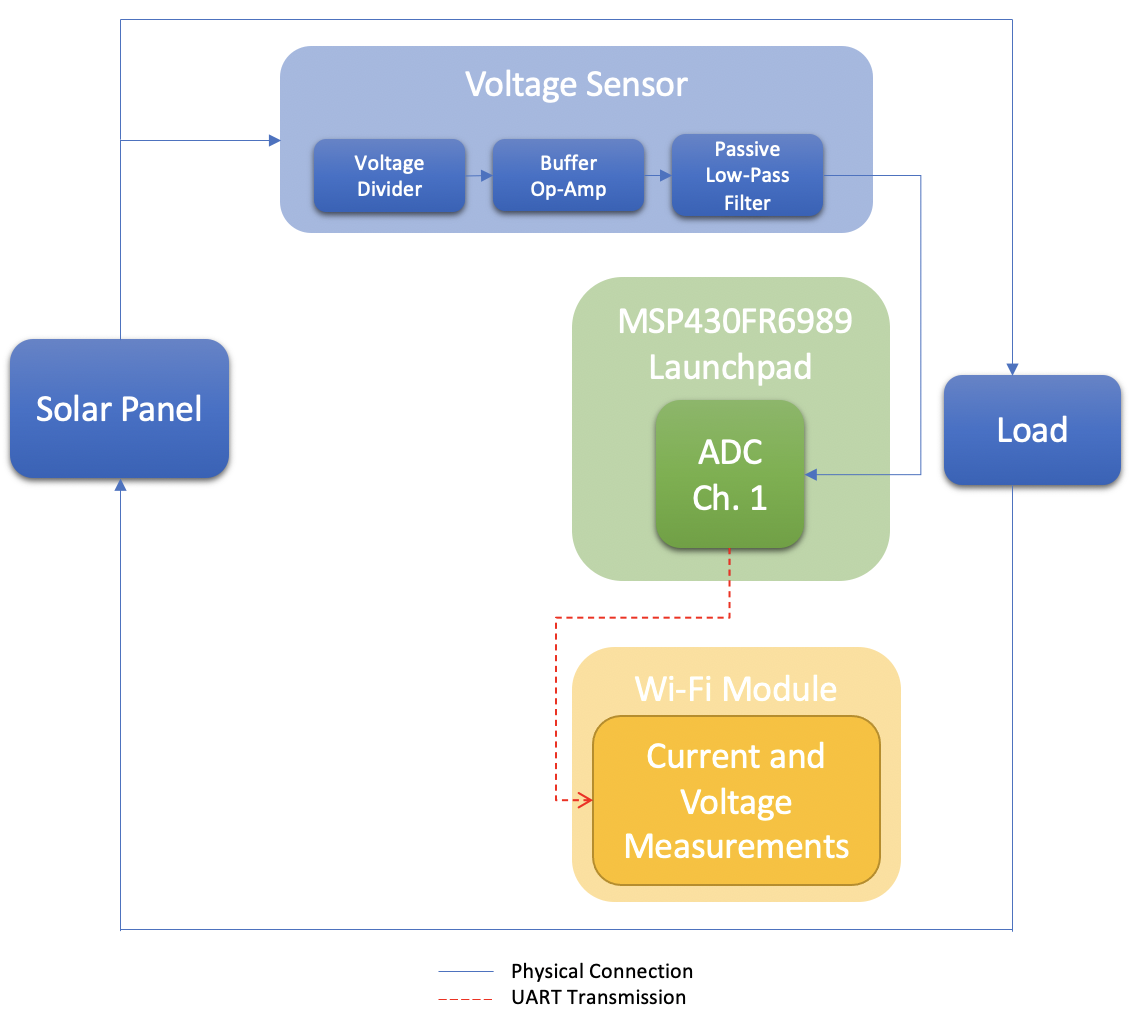 Voltage Sensor
Voltage
Divider
Buffer
Op-Amp
Passive
Low-Pass
Filter
MSP430FR6989
Launchpad
ADC
Ch. 1
Solar Panel
Load
Wi-Fi Module
Current and
Voltage
Measurements
Physical Connection
UART Transmission